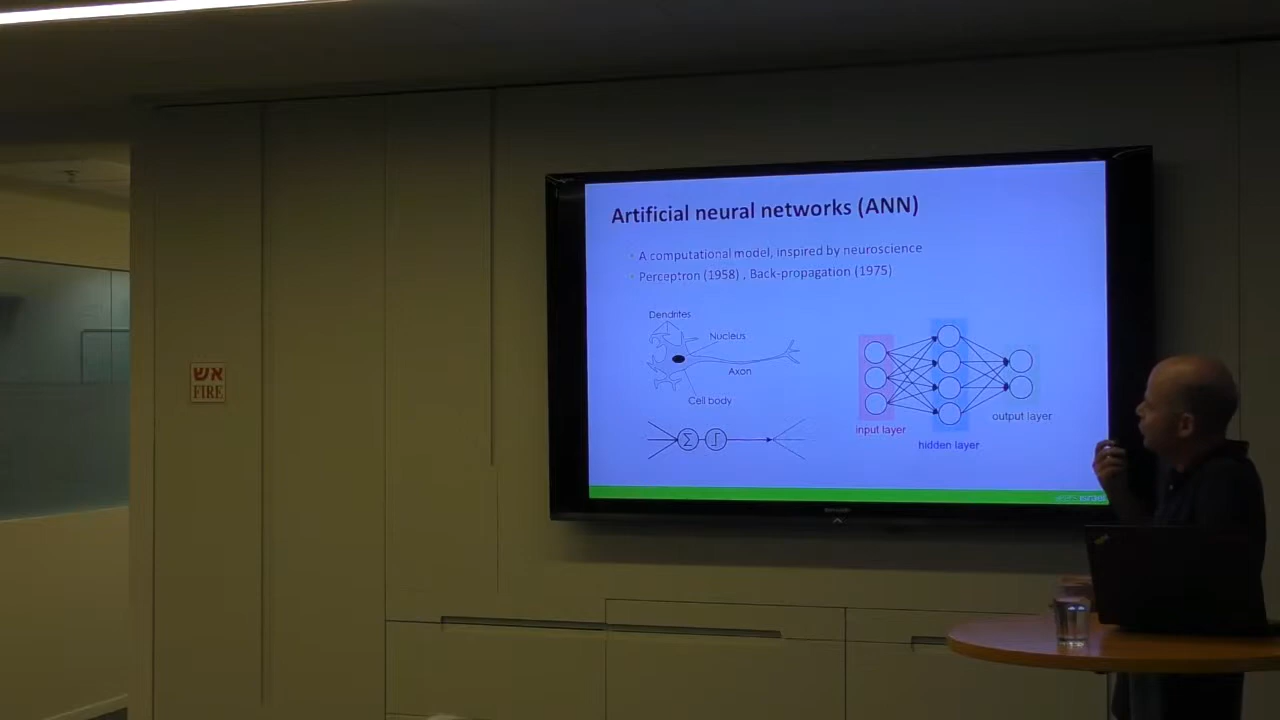 Artificial neural networks (ANN)
A computational model, inspired by neuroscience
Perceptron (1958) , Back-propagation (1975)
Dendrites
Nucleus
Axon
Cell body
Σ
input layer
hidden layer
output layer
אש
FIRE